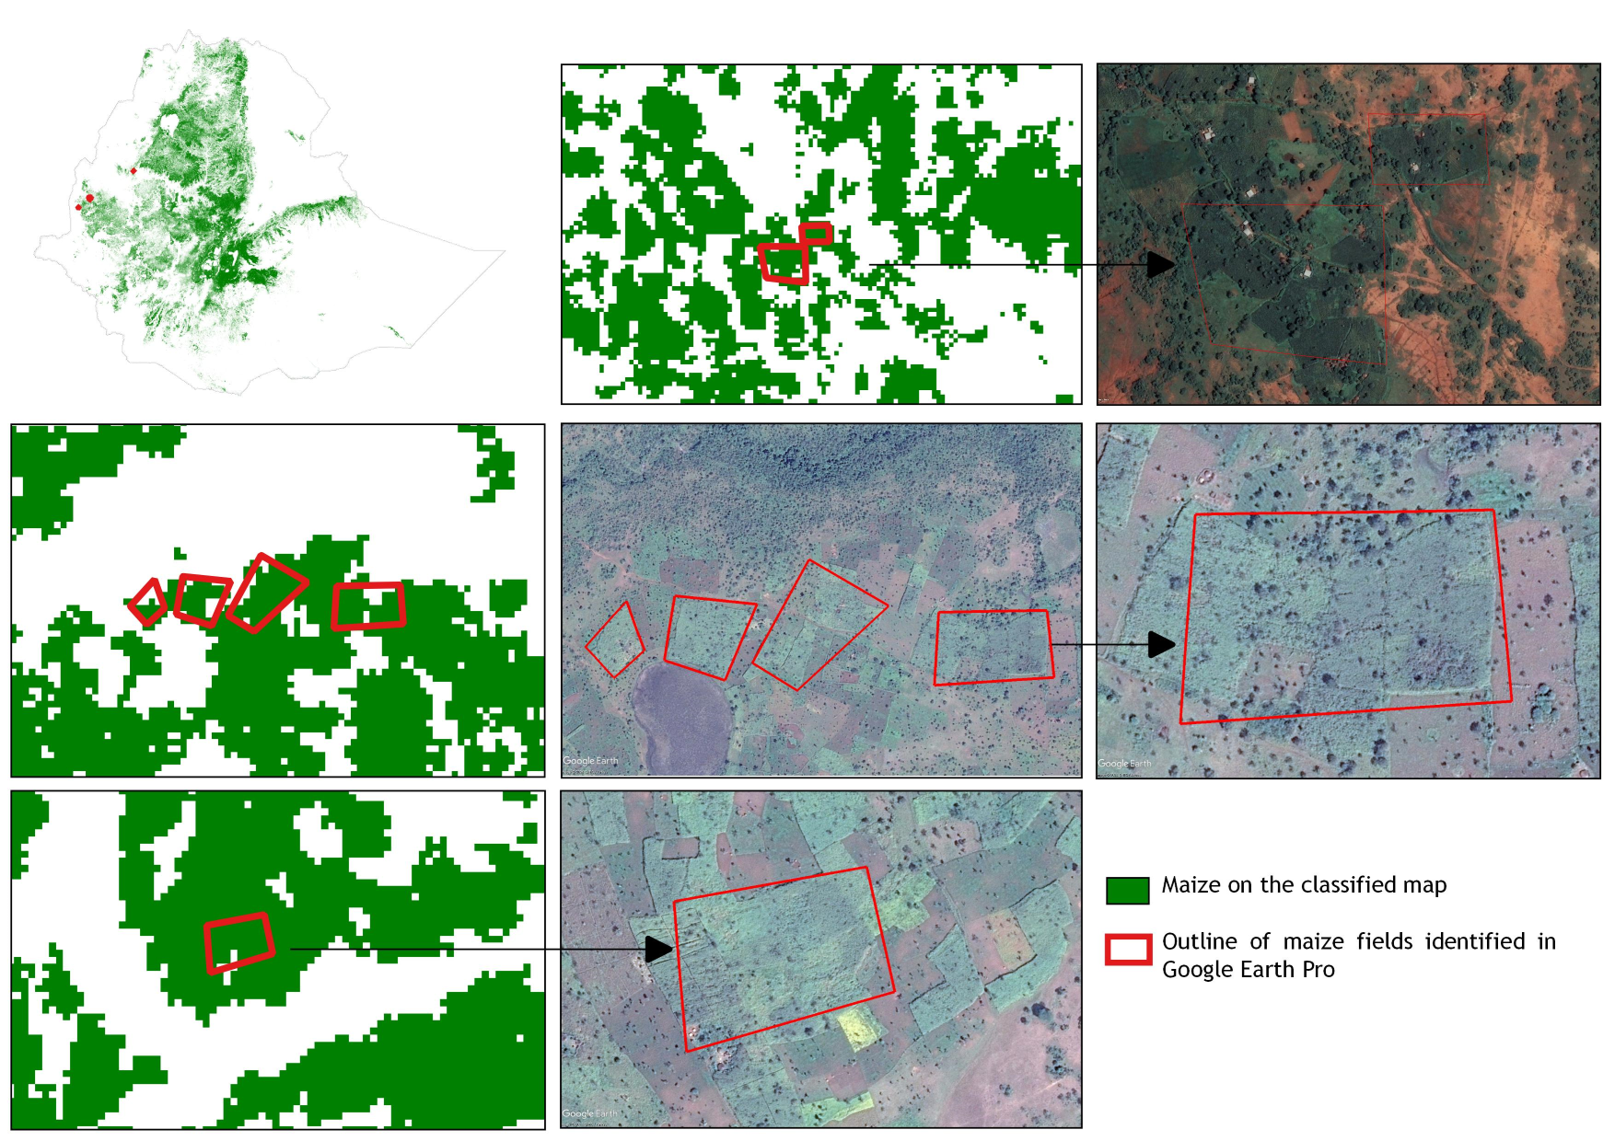 Google Earth
Google Earth
Maize on the classified map
Outline of maize fields identified in
Google Earth Pro
Google Earth